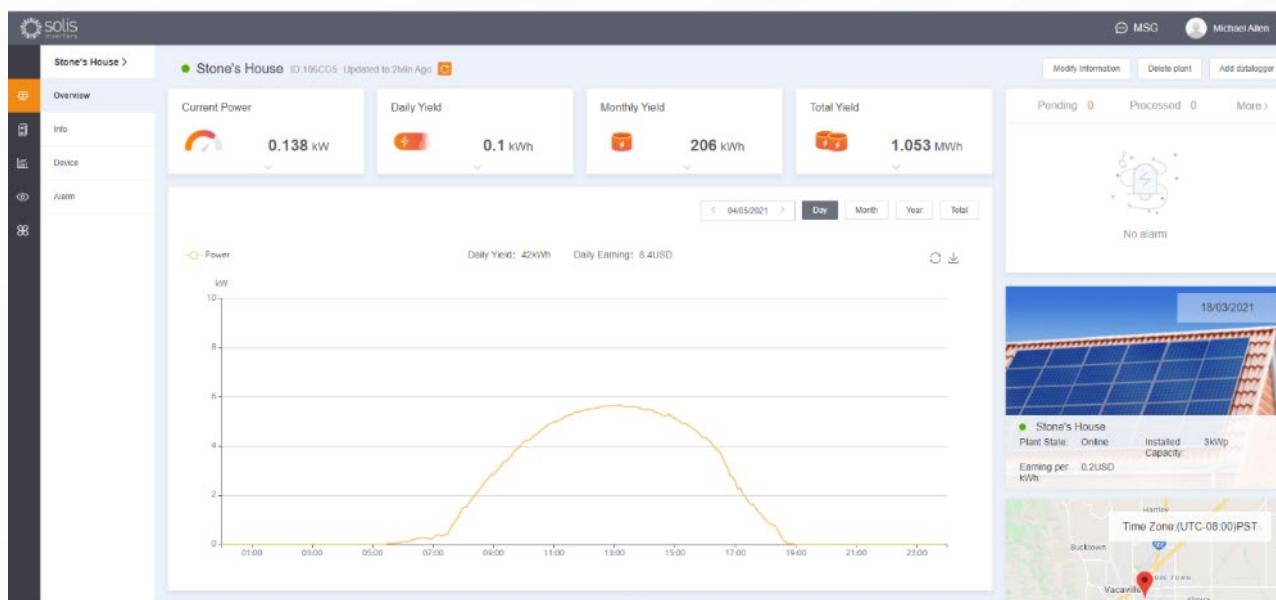 solis
inverters
MSG
Michael Allen
Stone's House >
Overview
Info
Device
Alarm
Stone's House ID:186CD5 Updated to:2Min Ago
Modify Information Delete plant Add datalogger
Current Power
0.138 kW
Daily Yield
0.1 kWh
Monthly Yield
206 kWh
Total Yield
1.053 MWh
Pending 0 Processed 0 More >
No alarm
< 04/05/2021 > Day Month Year Total
Power
Daily Yield: 42kWh Daily Earning: 8.4USD
kW
10
8
6
4
2
0
01:00 03:00 05:00 07:00 09:00 11:00 13:00 15:00 17:00 19:00 21:00 23:00
18/03/2021
Stone's House
Plant State: Online Installed Capacity: 3kWp
Earning per kWh: 0.2USD
Time Zone:(UTC-08:00)PST
Hartley
Bucktown
Vacaville